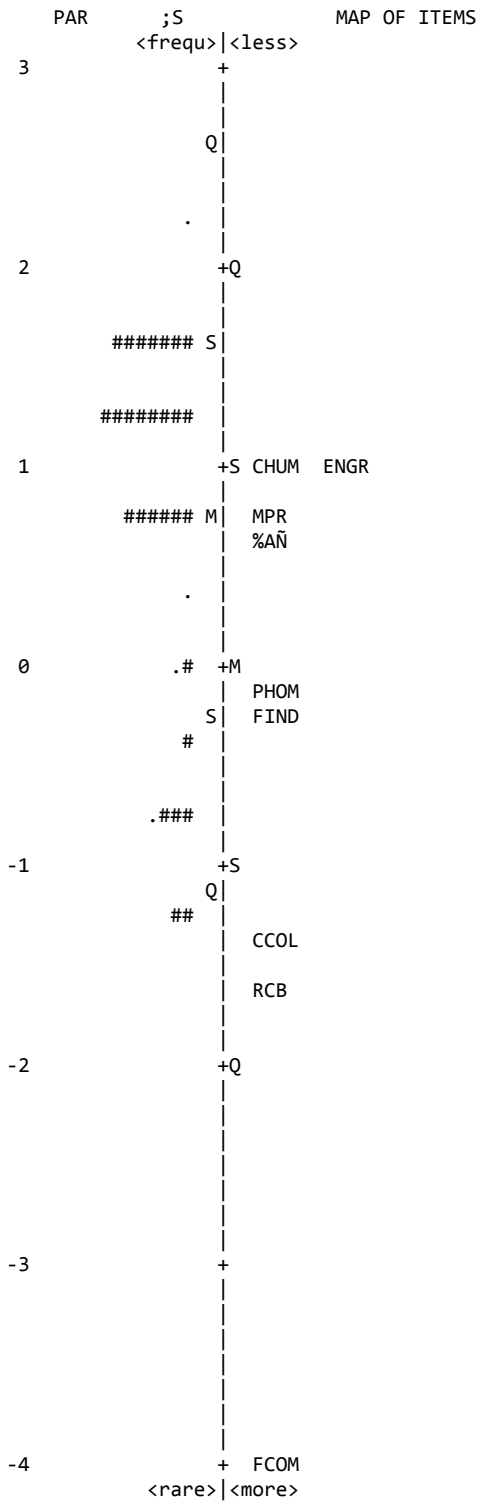 PAR ;S MAP OF ITEMS
<frequ>|<less>
3 +
|
|
|
Q|
|
|
|
. |
|
2 +Q
|
|
|
####### S|
|
|
|
######## |
|
1 +S CHUM ENGR
|
###### M| MPR
| %AÑ
|
. |
|
|
0 .# +M
| PHOM
S| FIND
# |
|
|
.### |
|
-1 +S
Q|
## |
| CCOL
|
| RCB
|
|
-2 +Q
|
|
|
|
|
|
|
|
|
-3 +
|
|
|
|
|
|
|
|
|
-4 + FCOM
<rare>|<more>